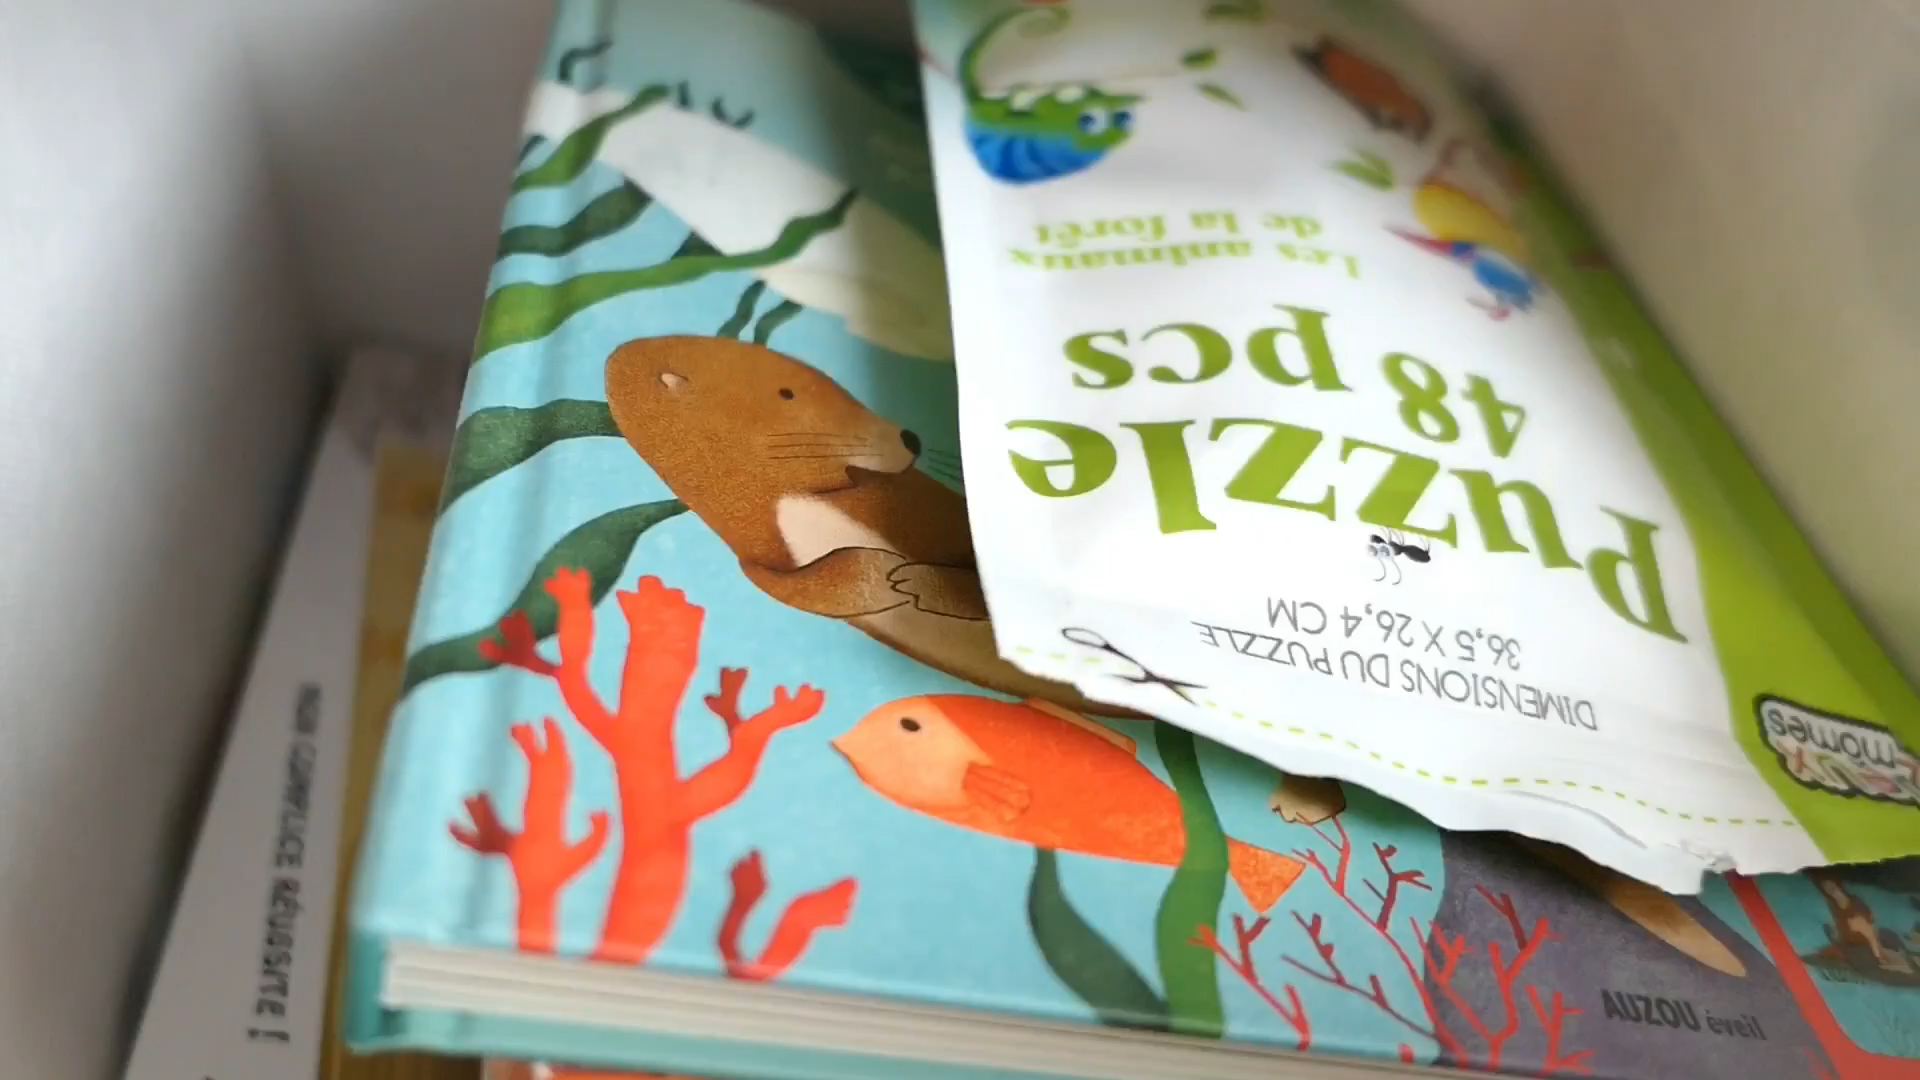 Puzzle
48 pcs
Les animaux
de la forêt
DIMENSIONS DU PUZZLE
36,5 X 26,4 CM
mômes
AUZOU éveil
COMPLICE RÉUSSITE !